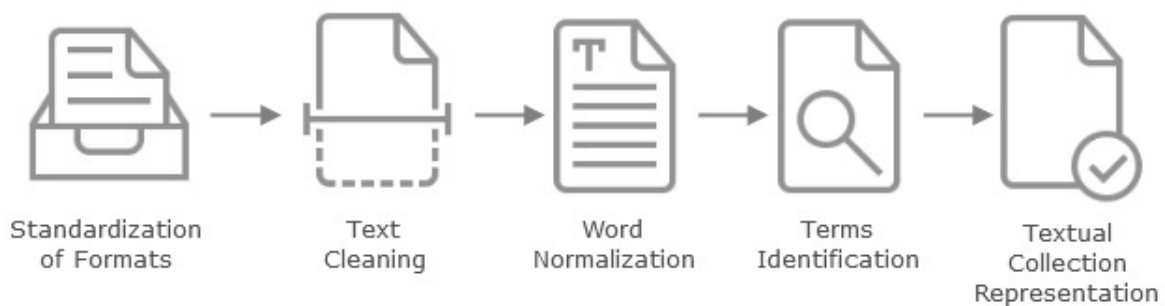 Standardization
of Formats
Text
Cleaning
T
Word
Normalization
Terms
Identification
Textual
Collection
Representation